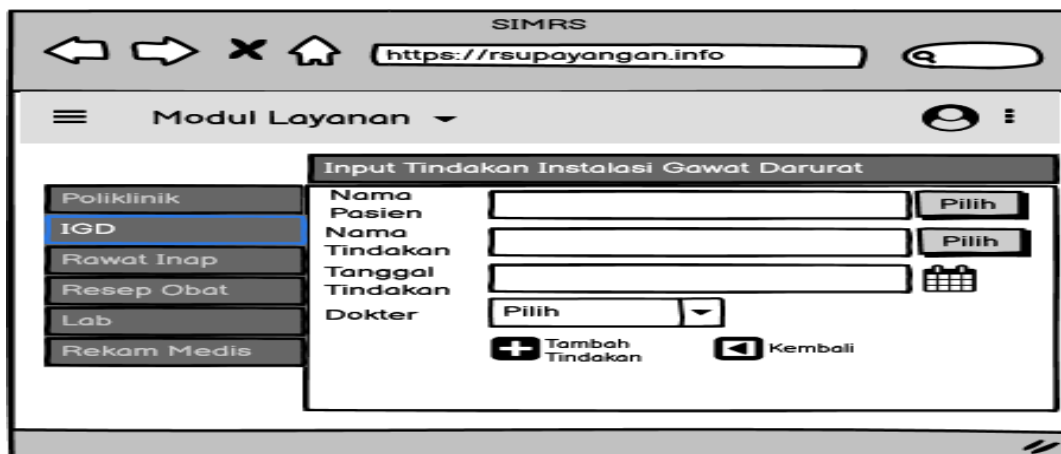 SIMRS
https://rsupayangan.info
Modul Layanan
Input Tindakan Instalasi Gawat Darurat
Poliklinik
IGD
Rawat Inap
Resep Obat
Lab
Rekam Medis
Nama
Pasien
Pilih
Nama
Tindakan
Pilih
Tanggal
Tindakan
Dokter
Pilih
Tambah
Tindakan
Kembali